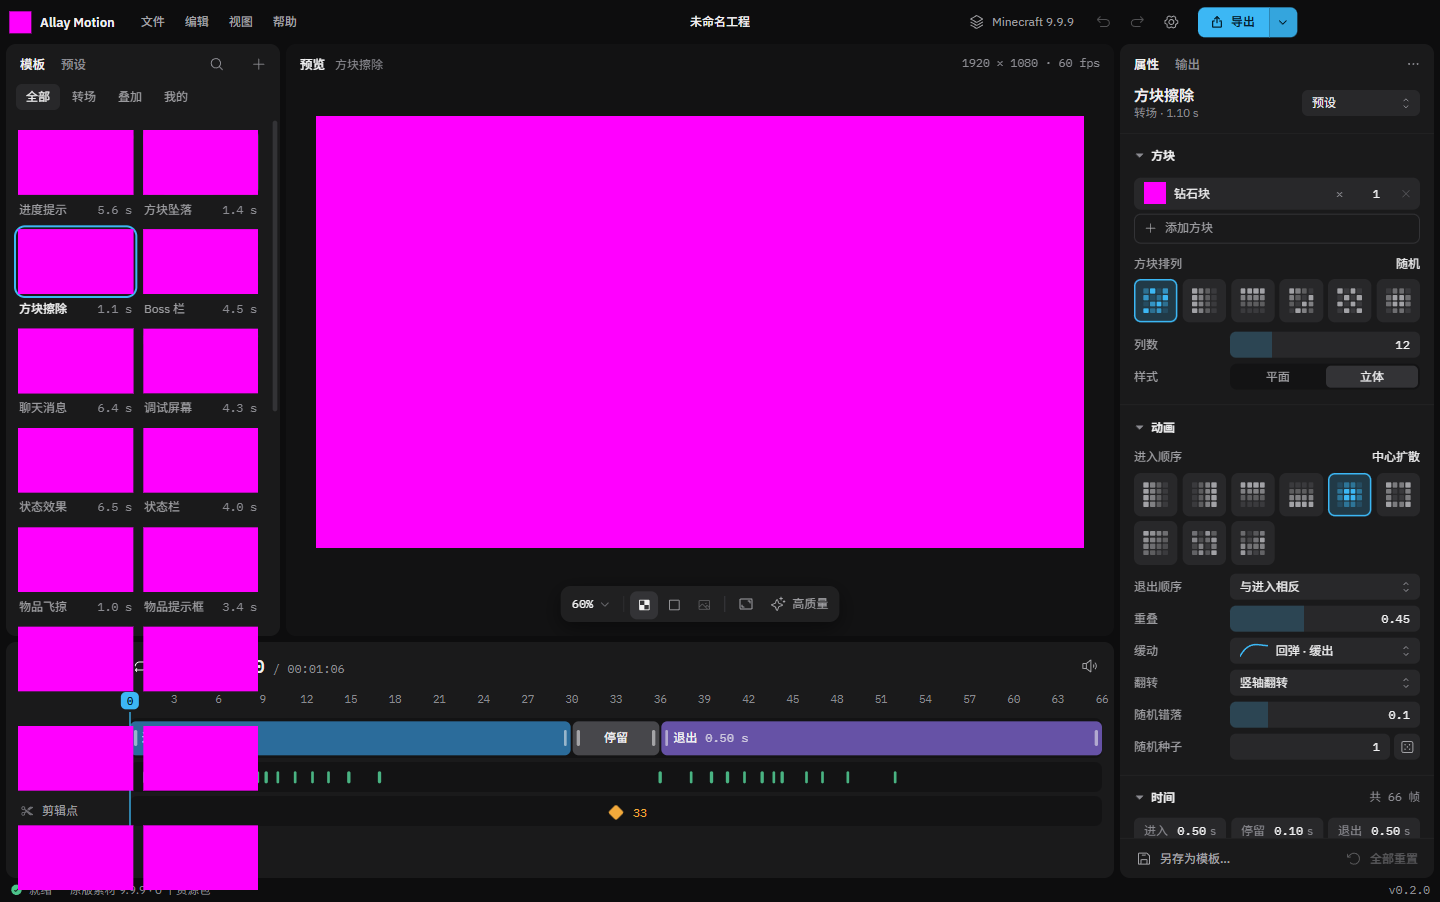 Allay Motion 文件 编辑 视图 帮助 未命名工程 Minecraft 9.9.9 导出
模板 预设
全部 转场 叠加 我的
进度提示 5.6 s 方块坠落 1.4 s
方块擦除 1.1 s Boss 栏 4.5 s
聊天消息 6.4 s 调试屏幕 4.3 s
状态效果 6.5 s 状态栏 4.0 s
物品飞掠 1.0 s 物品提示框 3.4 s
预览 方块擦除 1920 × 1080 · 60 fps
60% 高质量
/ 00:01:06
0 3 6 9 12 15 18 21 24 27 30 33 36 39 42 45 48 51 54 57 60 63 66
停留 退出 0.50 s
剪辑点 33
属性 输出
方块擦除 预设
转场 · 1.10 s
方块
钻石块 × 1 ×
添加方块
方块排列 随机
列数 12
样式 平面 立体
动画
进入顺序 中心扩散
退出顺序 与进入相反
重叠 0.45
缓动 回弹 · 缓出
翻转 竖轴翻转
随机错落 0.1
随机种子 1
时间 共 66 帧
进入 0.50 s 停留 0.10 s 退出 0.50 s
另存为模板... 全部重置
v0.2.0